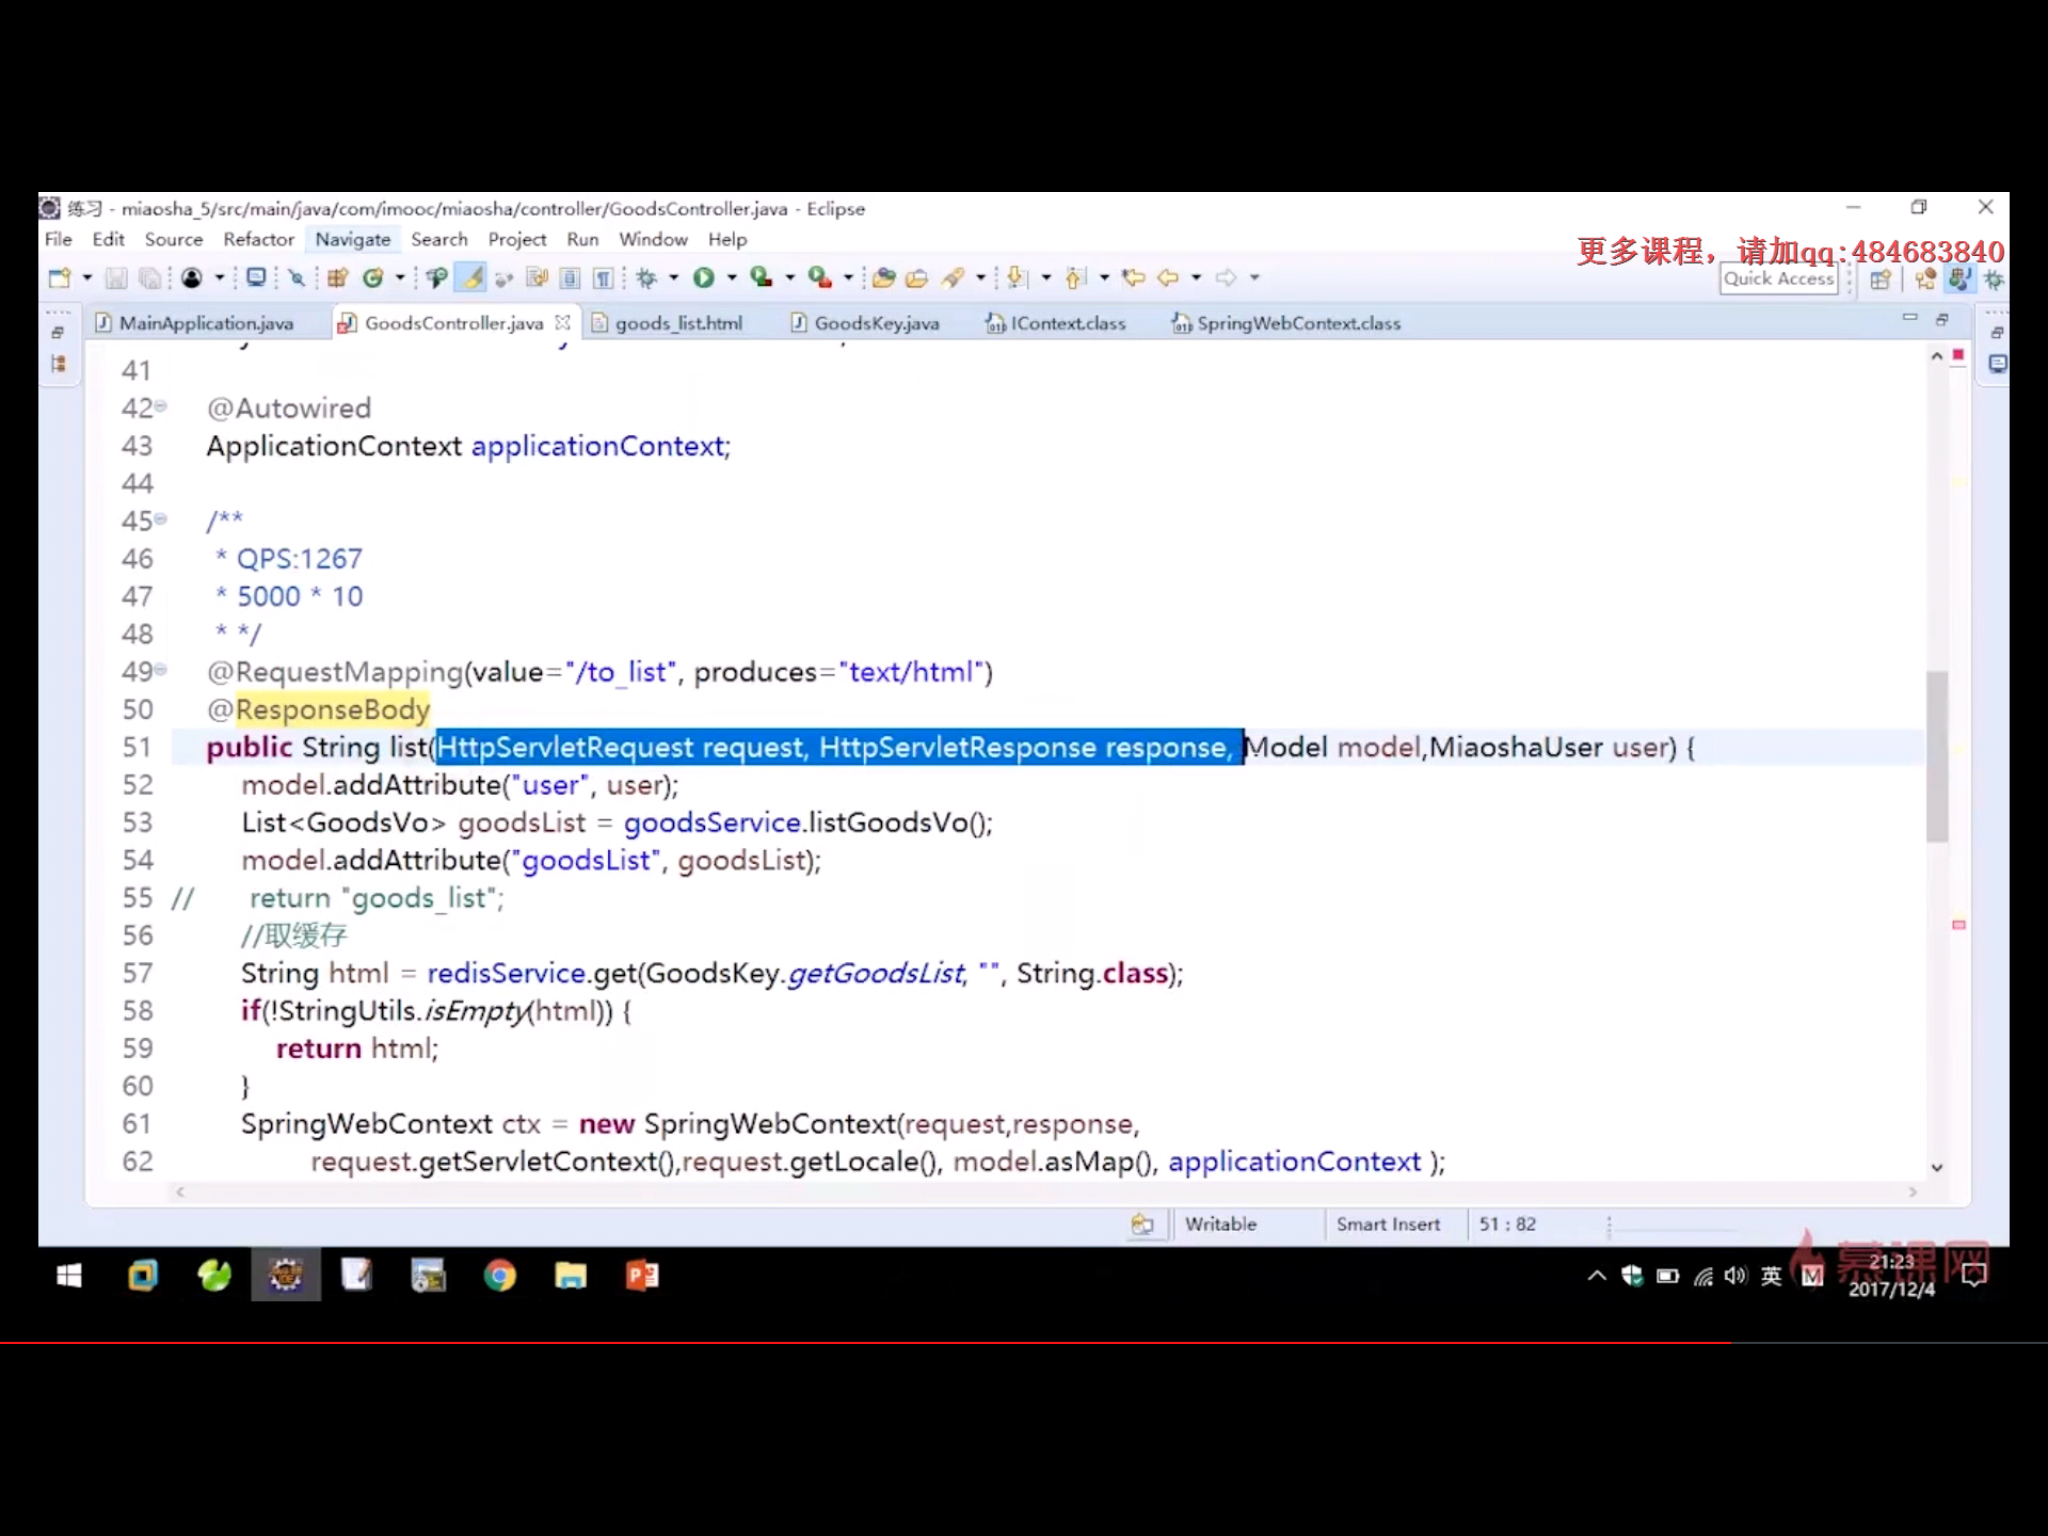 练习 - miaosha_5/src/main/java/com/imooc/miaosha/controller/GoodsController.java - Eclipse
File Edit Source Refactor Navigate Search Project Run Window Help
更多课程，请加qq:484683840
Quick Access
MainApplication.java GoodsController.java goods_list.html GoodsKey.java IContext.class SpringWebContext.class
41
42 @Autowired
43 ApplicationContext applicationContext;
44
45 /**
46 * QPS:1267
47 * 5000 * 10
48 * */
49 @RequestMapping(value="/to_list", produces="text/html")
50 @ResponseBody
51 public String list(HttpServletRequest request, HttpServletResponse response, Model model,MiaoshaUser user) {
52 model.addAttribute("user", user);
53 List<GoodsVo> goodsList = goodsService.listGoodsVo();
54 model.addAttribute("goodsList", goodsList);
55 // return "goods_list";
56 //取缓存
57 String html = redisService.get(GoodsKey.getGoodsList, "", String.class);
58 if(!StringUtils.isEmpty(html)) {
59 return html;
60 }
61 SpringWebContext ctx = new SpringWebContext(request,response,
62 request.getServletContext(),request.getLocale(), model.asMap(), applicationContext );
Writable Smart Insert 51 : 82
慕课网
英 M 21:23
2017/12/4